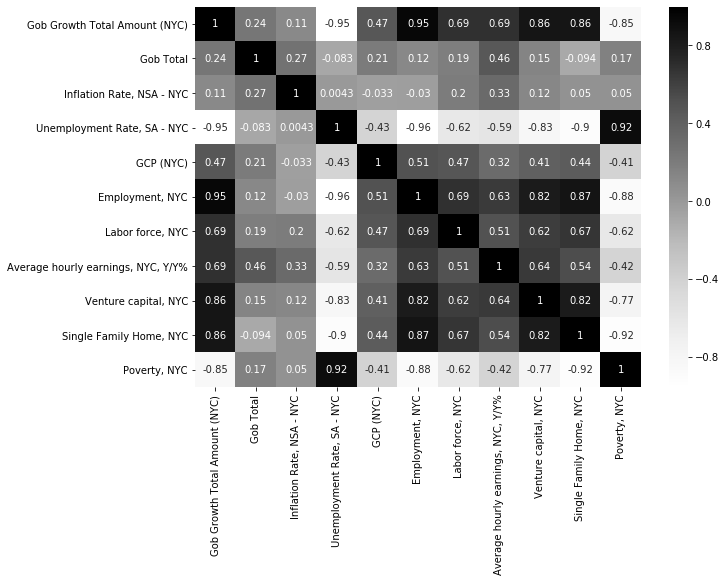 Gob Growth Total Amount (NYC) 1 0.24 0.11 -0.95 0.47 0.95 0.69 0.69 0.86 0.86 -0.85
Gob Total 0.24 1 0.27 -0.083 0.21 0.12 0.19 0.46 0.15 -0.094 0.17
Inflation Rate, NSA - NYC 0.11 0.27 1 0.0043 -0.033 -0.03 0.2 0.33 0.12 0.05 0.05
Unemployment Rate, SA - NYC -0.95 -0.083 0.0043 1 -0.43 -0.96 -0.62 -0.59 -0.83 -0.9 0.92
GCP (NYC) 0.47 0.21 -0.033 -0.43 1 0.51 0.47 0.32 0.41 0.44 -0.41
Employment, NYC 0.95 0.12 -0.03 -0.96 0.51 1 0.69 0.63 0.82 0.87 -0.88
Labor force, NYC 0.69 0.19 0.2 -0.62 0.47 0.69 1 0.51 0.62 0.67 -0.62
Average hourly earnings, NYC, Y/Y% 0.69 0.46 0.33 -0.59 0.32 0.63 0.51 1 0.64 0.54 -0.42
Venture capital, NYC 0.86 0.15 0.12 -0.83 0.41 0.82 0.62 0.64 1 0.82 -0.77
Single Family Home, NYC 0.86 -0.094 0.05 -0.9 0.44 0.87 0.67 0.54 0.82 1 -0.92
Poverty, NYC -0.85 0.17 0.05 0.92 -0.41 -0.88 -0.62 -0.42 -0.77 -0.92 1
Gob Growth Total Amount (NYC)
Gob Total
Inflation Rate, NSA - NYC
Unemployment Rate, SA - NYC
GCP (NYC)
Employment, NYC
Labor force, NYC
Average hourly earnings, NYC, Y/Y%
Venture capital, NYC
Single Family Home, NYC
Poverty, NYC
0.8
0.4
0.0
-0.4
-0.8